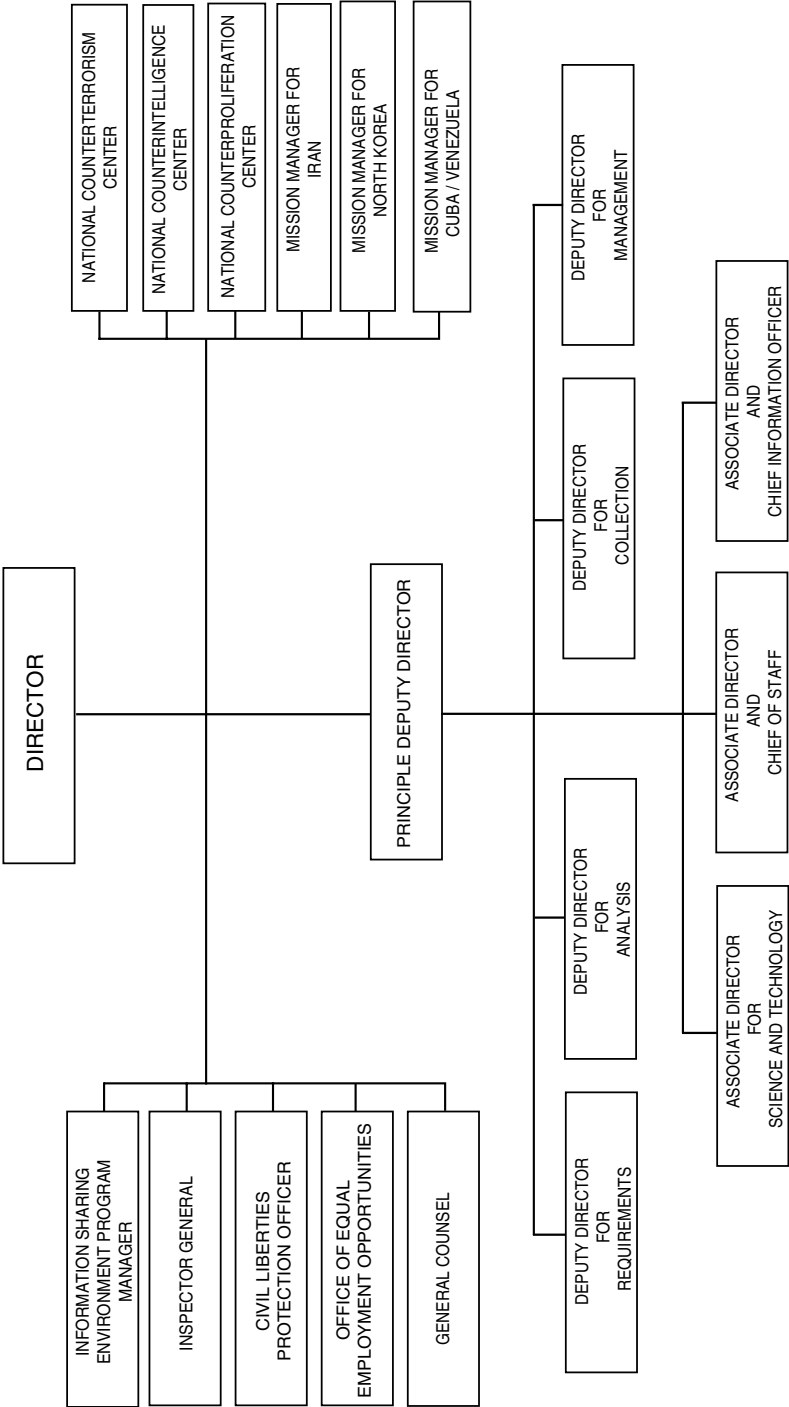 DIRECTOR
INFORMATION SHARING
ENVIRONMENT PROGRAM
MANAGER
INSPECTOR GENERAL
CIVIL LIBERTIES
PROTECTION OFFICER
OFFICE OF EQUAL
EMPLOYMENT OPPORTUNITIES
GENERAL COUNSEL
NATIONAL COUNTERTERRORISM
CENTER
NATIONAL COUNTERINTELLIGENCE
CENTER
NATIONAL COUNTERPROLIFERATION
CENTER
MISSION MANAGER FOR
IRAN
MISSION MANAGER FOR
NORTH KOREA
MISSION MANAGER FOR
CUBA / VENEZUELA
PRINCIPLE DEPUTY DIRECTOR
DEPUTY DIRECTOR
FOR
REQUIREMENTS
DEPUTY DIRECTOR
FOR
ANALYSIS
DEPUTY DIRECTOR
FOR
COLLECTION
DEPUTY DIRECTOR
FOR
MANAGEMENT
ASSOCIATE DIRECTOR
FOR
SCIENCE AND TECHNOLOGY
ASSOCIATE DIRECTOR
AND
CHIEF OF STAFF
ASSOCIATE DIRECTOR
AND
CHIEF INFORMATION OFFICER